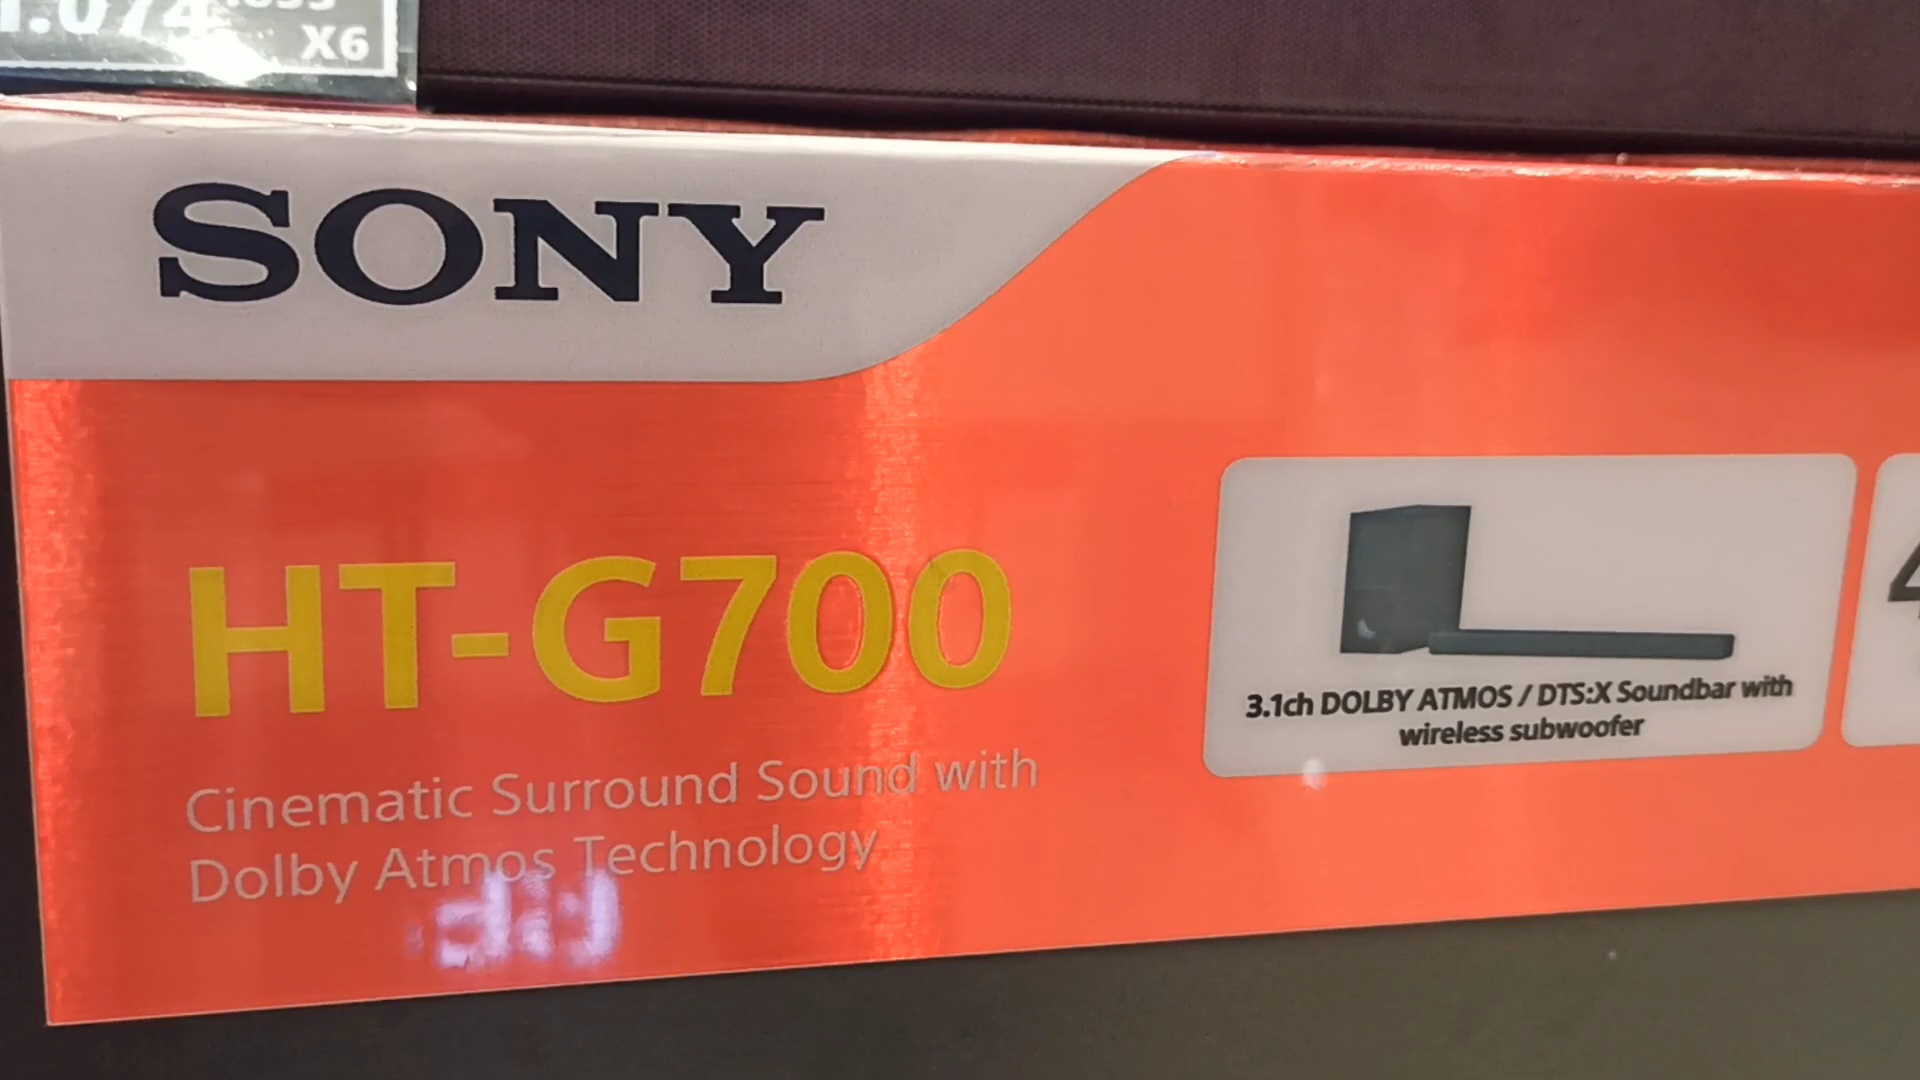 X6
SONY
HT-G700
Cinematic Surround Sound with
Dolby Atmos Technology
3.1ch DOLBY ATMOS / DTS:X Soundbar with
wireless subwoofer